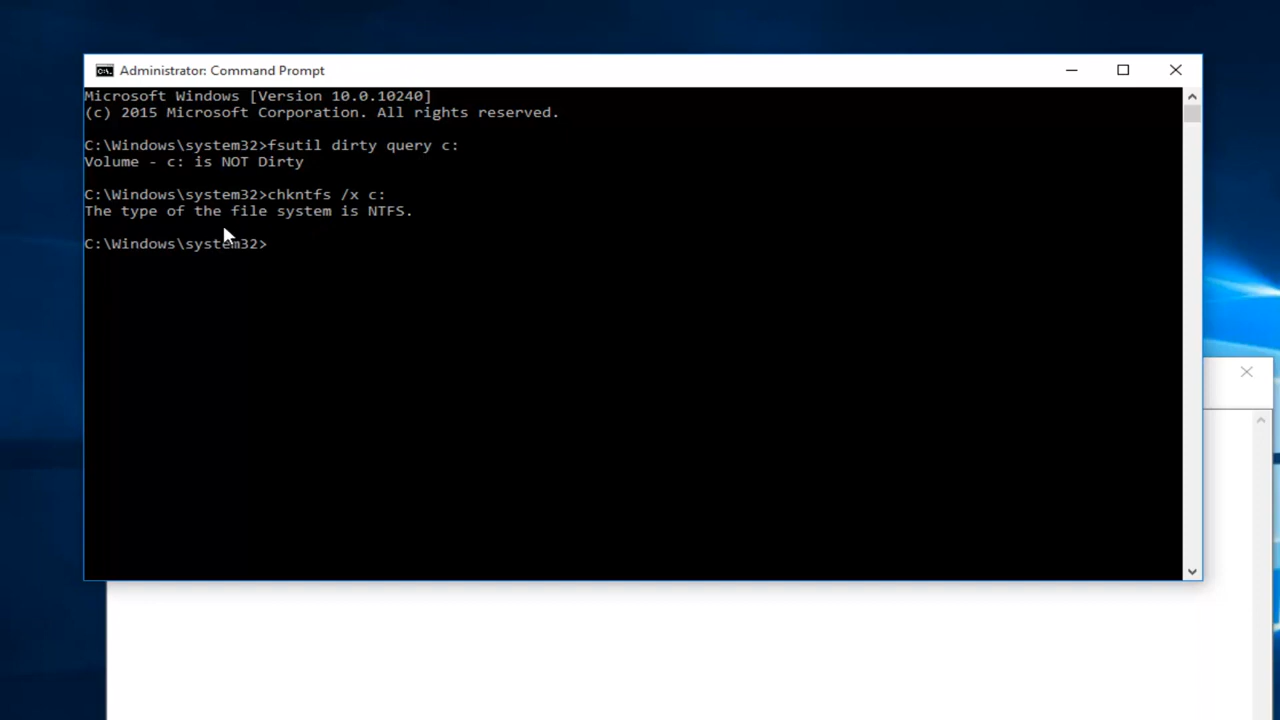 Administrator: Command Prompt
Microsoft Windows [Version 10.0.10240]
(c) 2015 Microsoft Corporation. All rights reserved.
C:\Windows\system32>fsutil dirty query c:
Volume - c: is NOT Dirty
C:\Windows\system32>chkntfs /x c:
The type of the file system is NTFS.
C:\Windows\system32>